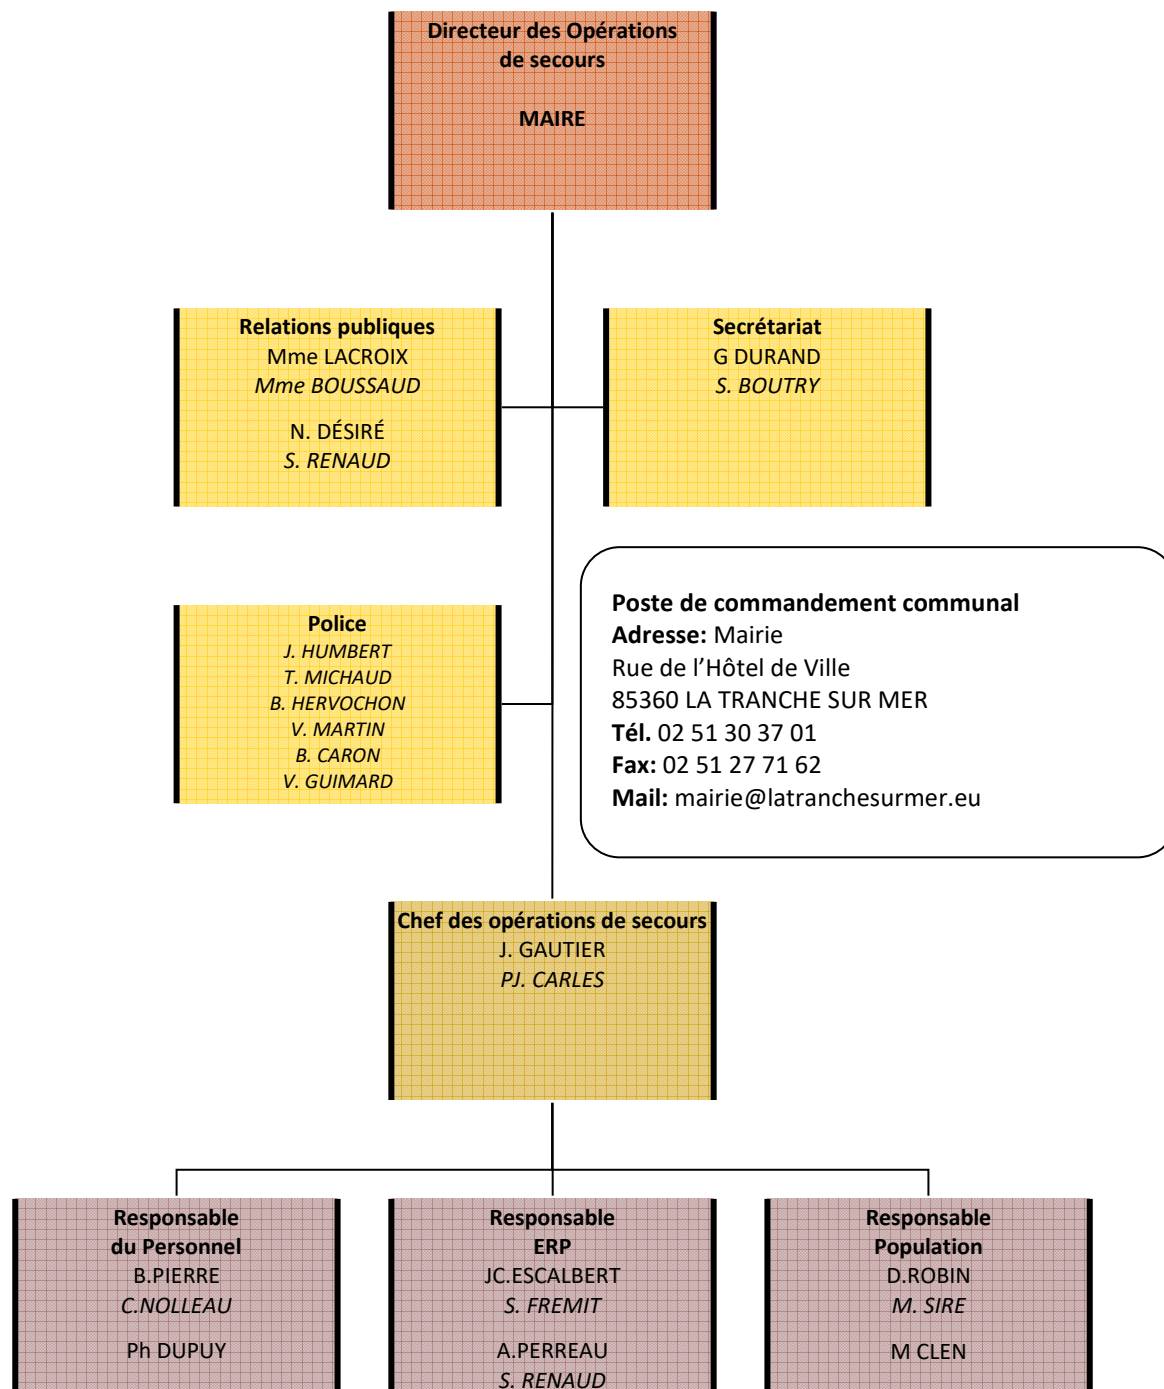 Directeur des Opérations
de secours
MAIRE
Relations publiques
Mme LACROIX
Mme BOUSSAUD
N. DÉSIRÉ
S. RENAUD
Secrétariat
G DURAND
S. BOUTRY
Police
J. HUMBERT
T. MICHAUD
B. HERVOCHON
V. MARTIN
B. CARON
V. GUIMARD
Poste de commandement communal
Adresse: Mairie
Rue de l’Hôtel de Ville
85360 LA TRANCHE SUR MER
Tél. 02 51 30 37 01
Fax: 02 51 27 71 62
Mail: mairie@latranchesurmer.eu
Chef des opérations de secours
J. GAUTIER
PJ. CARLES
Responsable
du Personnel
B.PIERRE
C.NOLLEAU
Ph DUPUY
Responsable
ERP
JC.ESCALBERT
S. FREMIT
A.PERREAU
S. RENAUD
Responsable
Population
D.ROBIN
M. SIRE
M CLEN